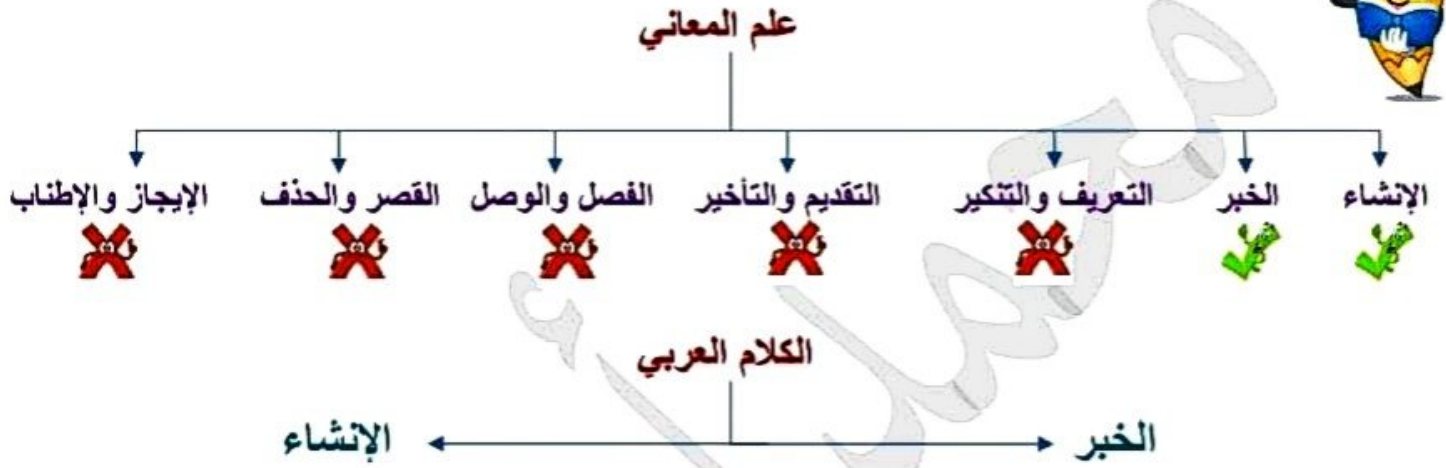 علم المعاني
الإنشاء الخبر التعريف والتنكير التقديم والتأخير الفصل والوصل القصر والحذف الإيجاز والإطناب
الكلام العربي
الخبر الإنشاء